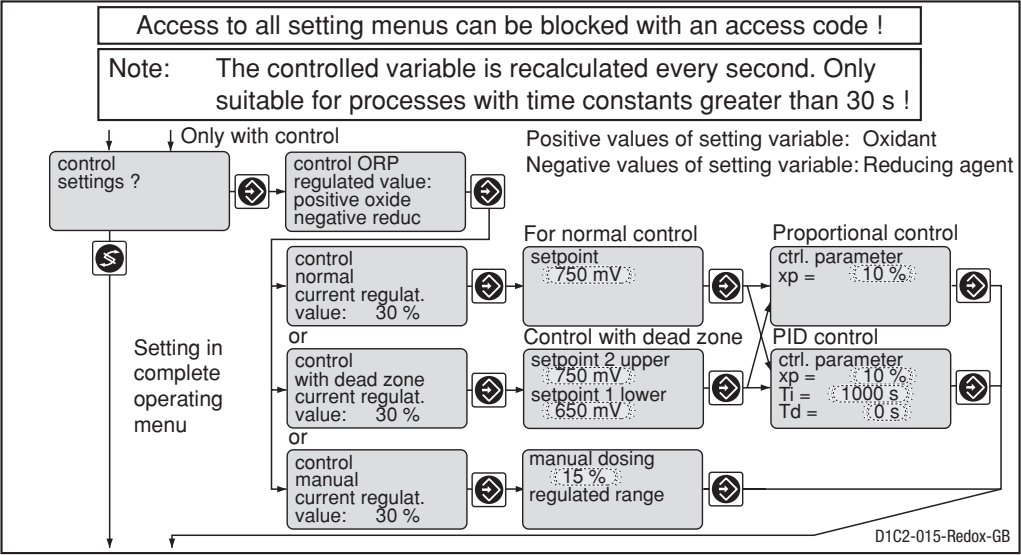 Access to all setting menus can be blocked with an access code !
Note: The controlled variable is recalculated every second. Only
suitable for processes with time constants greater than 30 s !
Only with control
Positive values of setting variable: Oxidant
Negative values of setting variable: Reducing agent
control
settings ?
control ORP
regulated value:
positive oxide
negative reduc
For normal control
Proportional control
control
normal
current regulat.
value: 30 %
setpoint
750 mV
ctrl. parameter
xp = 10 %
or
Control with dead zone
PID control
Setting in
complete
operating
menu
control
with dead zone
current regulat.
value: 30 %
setpoint 2 upper
750 mV
setpoint 1 lower
650 mV
ctrl. parameter
xp = 10 %
Ti = 1000 s
Td = 0 s
or
control
manual
current regulat.
value: 30 %
manual dosing
15 %
regulated range
D1C2-015-Redox-GB